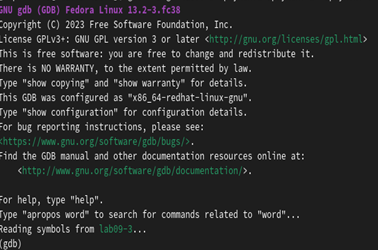 GNU gdb (GDB) Fedora Linux 13.2-3.fc38
Copyright (C) 2023 Free Software Foundation, Inc.
License GPLv3+: GNU GPL version 3 or later <http://gnu.org/licenses/gpl.html>
This is free software: you are free to change and redistribute it.
There is NO WARRANTY, to the extent permitted by law.
Type "show copying" and "show warranty" for details.
This GDB was configured as "x86_64-redhat-linux-gnu".
Type "show configuration" for configuration details.
For bug reporting instructions, please see:
<https://www.gnu.org/software/gdb/bugs/>.
Find the GDB manual and other documentation resources online at:
<http://www.gnu.org/software/gdb/documentation/>.
For help, type "help".
Type "apropos word" to search for commands related to "word"...
Reading symbols from lab09-3...
(gdb)